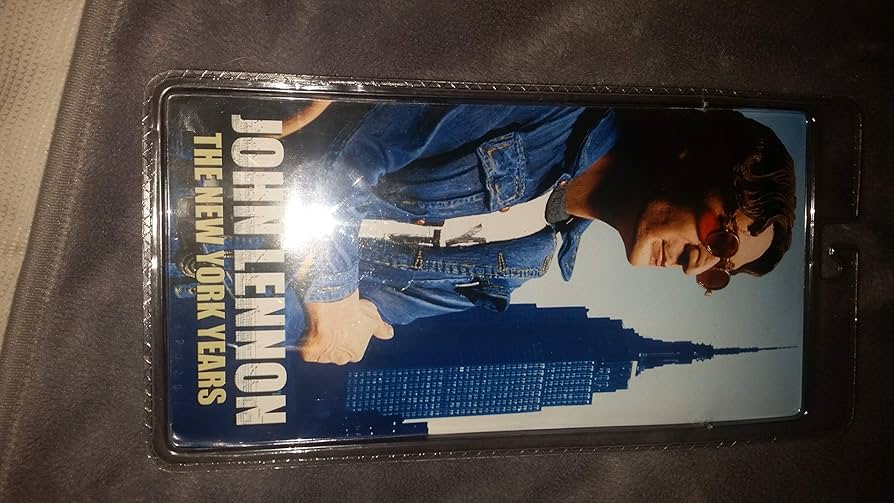 JOHN LENNON
THE NEW YORK YEARS